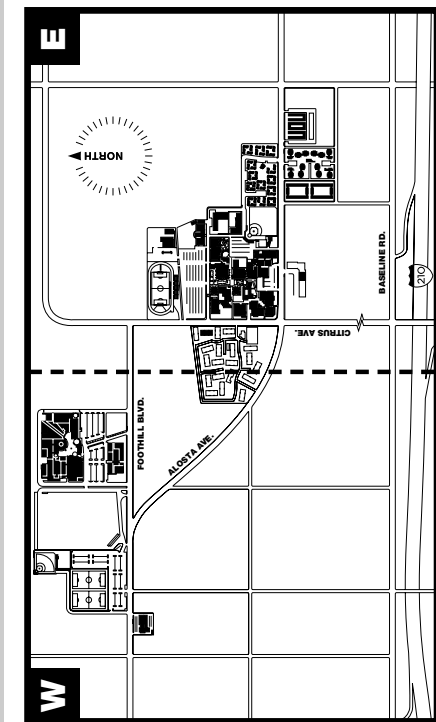 E
NORTH
BASELINE RD.
210
CITRUS AVE.
FOOTHILL BLVD.
ALOSTA AVE.
W